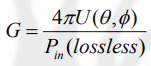 G = 4πU(θ,ϕ) / P_in (lossless)